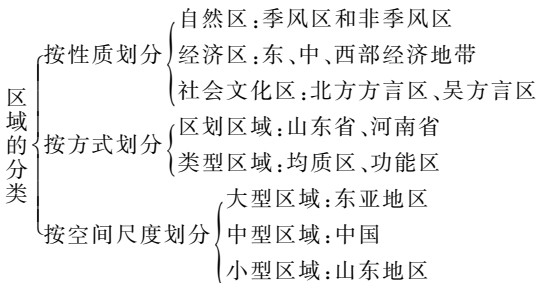 区域的分类
按性质划分
自然区:季风区和非季风区
经济区:东、中、西部经济地带
社会文化区:北方方言区、吴方言区
按方式划分
区划区域:山东省、河南省
类型区域:均质区、功能区
按空间尺度划分
大型区域:东亚地区
中型区域:中国
小型区域:山东地区